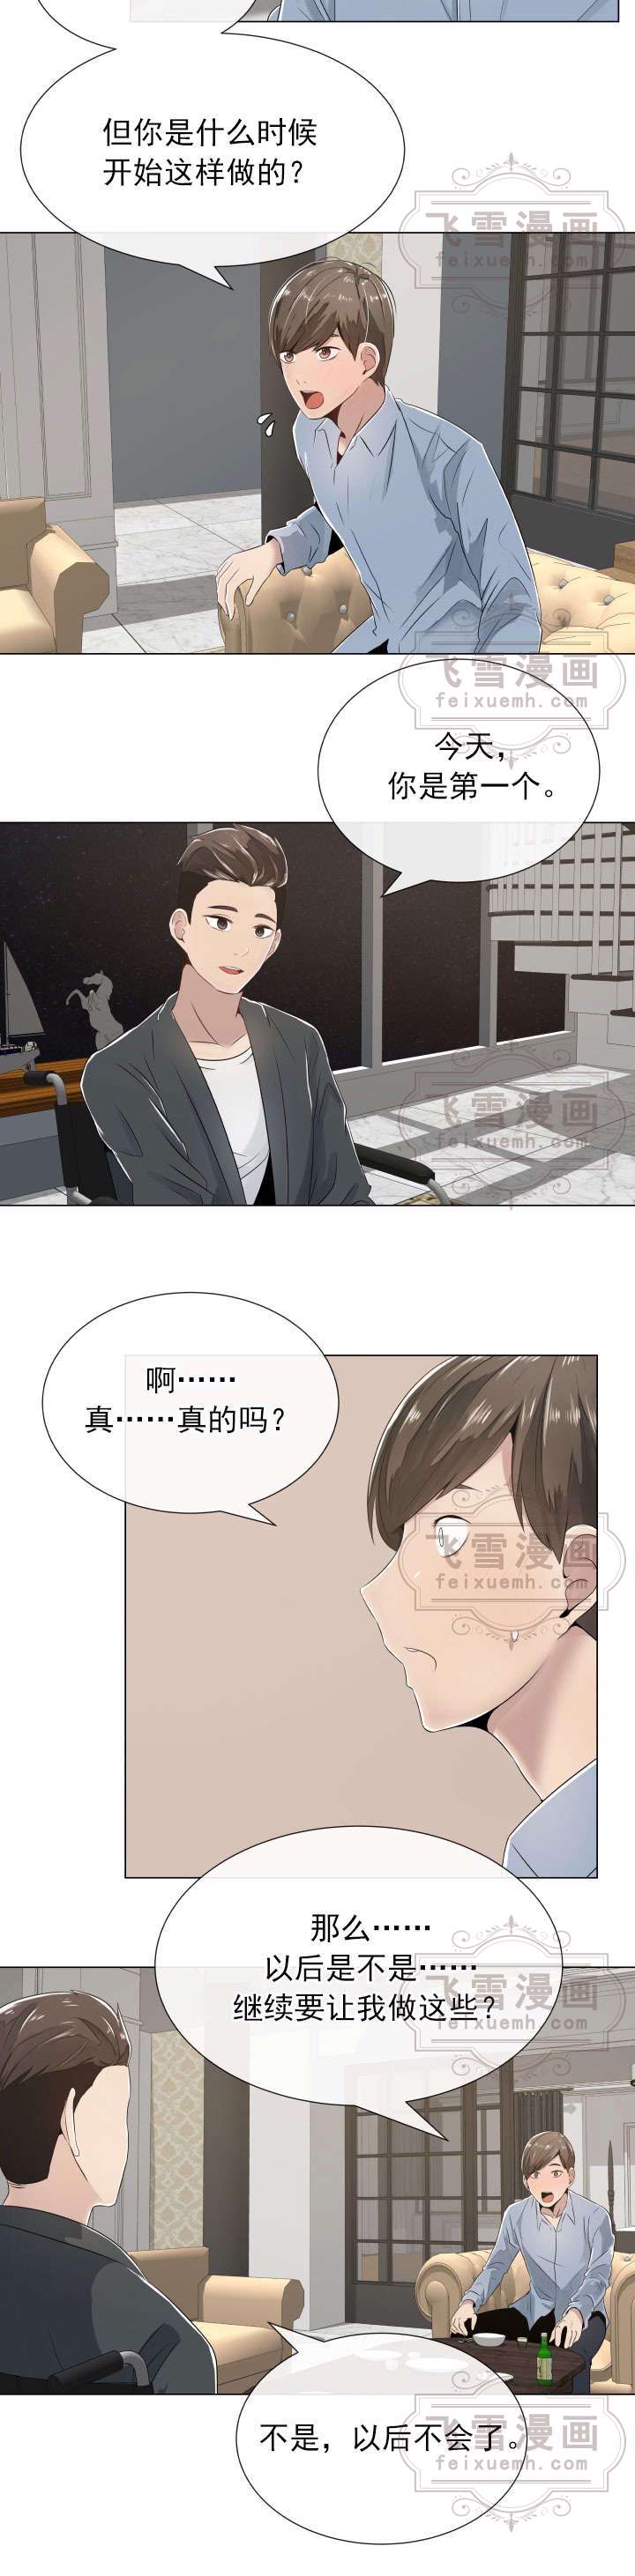 但你是什么时候
开始这样做的？
飞雪漫画
feixuemh.com
飞雪漫画
feixuemh.com
今天，
你是第一个。
飞雪漫画
feixuemh.com
啊……
真……真的吗？
飞雪漫画
feixuemh.com
那么……
以后是不是……
继续要让我做这些？
飞雪漫画
feixuemh.com
不是，以后不会了。
飞雪漫画
feixuemh.com